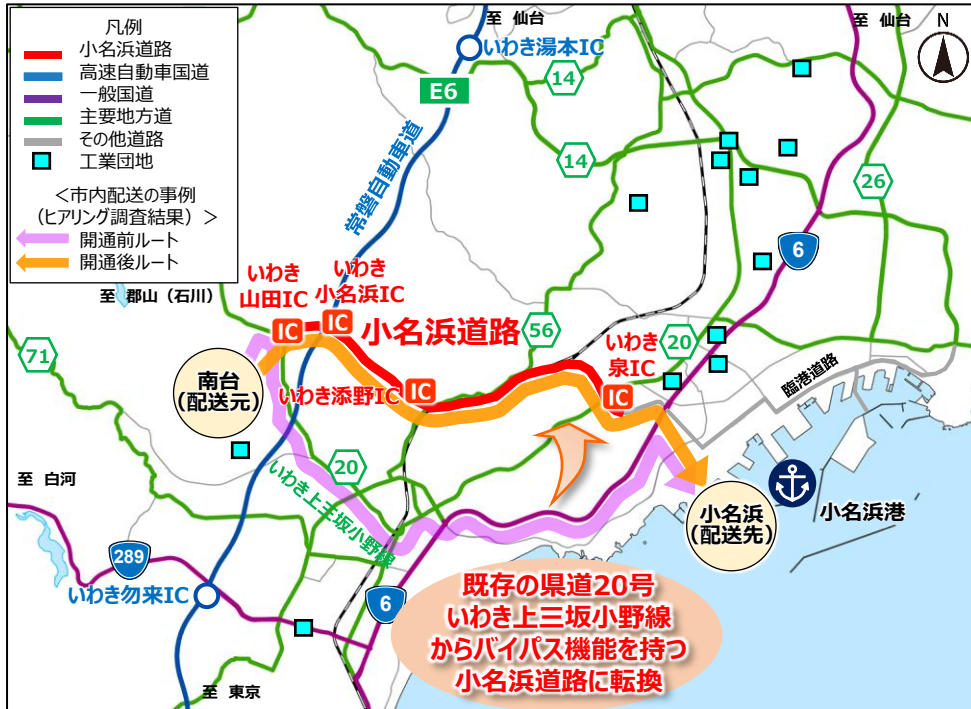 凡例
小名浜道路
高速自動車国道
一般国道
主要地方道
その他道路
工業団地
<市内配送の事例
(ヒアリング調査結果)>
開通前ルート
開通後ルート
至 仙台
いわき湯本IC
E6
常磐自動車道
14
14
至 仙台
N
26
6
至 郡山(石川)
いわき
山田IC
いわき
小名浜IC
IC
IC
小名浜道路
56
いわき
泉IC
20
IC
71
南台
(配送元)
いわき添野IC
IC
臨港道路
20
いわき上三坂小野線
至 白河
小名浜
(配送先)
小名浜港
289
いわき勿来IC
6
既存の県道20号
いわき上三坂小野線
からバイパス機能を持つ
小名浜道路に転換
至 東京